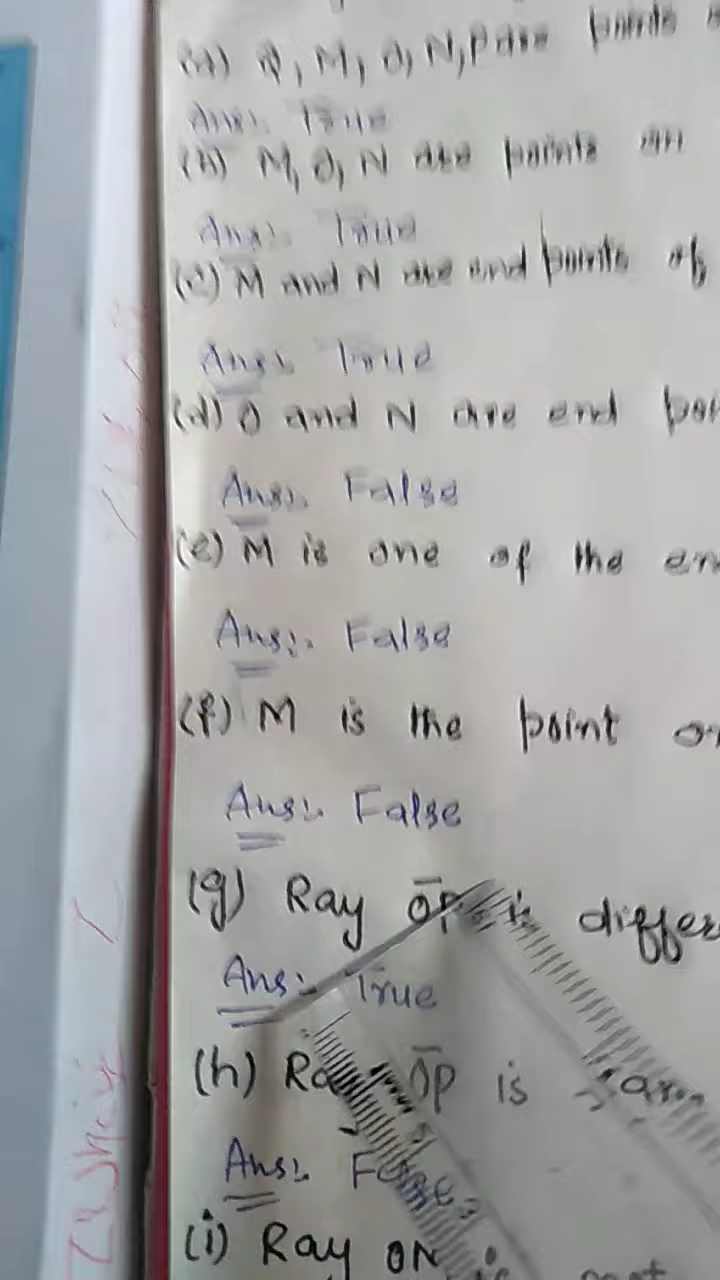 (a) Q, M, O, N, P are points
Ans:. True
(b) M, O, N are points on
Ans:. True
(c) M and N are end points of
Ans:. True
(d) O and N are end
Ans:. False
(e) M is one of the
Ans:. False
(f) M is the point
Ans:. False
(g) Ray OP is
Ans:. True
(h) Ray OP is
Ans:. False
(i) Ray ON